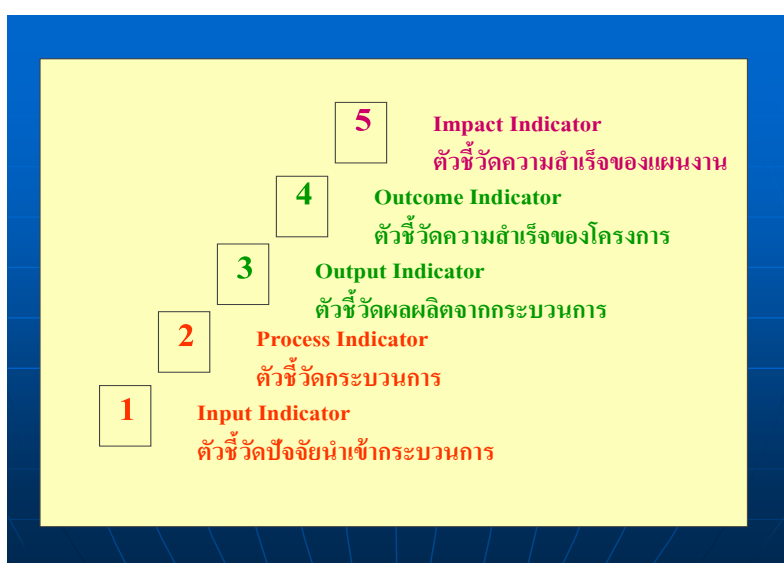 5
Impact Indicator
ตัวชี้วัดความสำเร็จของแผนงาน
4
Outcome Indicator
ตัวชี้วัดความสำเร็จของโครงการ
3
Output Indicator
ตัวชี้วัดผลผลิตจากกระบวนการ
2
Process Indicator
ตัวชี้วัดกระบวนการ
1
Input Indicator
ตัวชี้วัดปัจจัยนำเข้ากระบวนการ